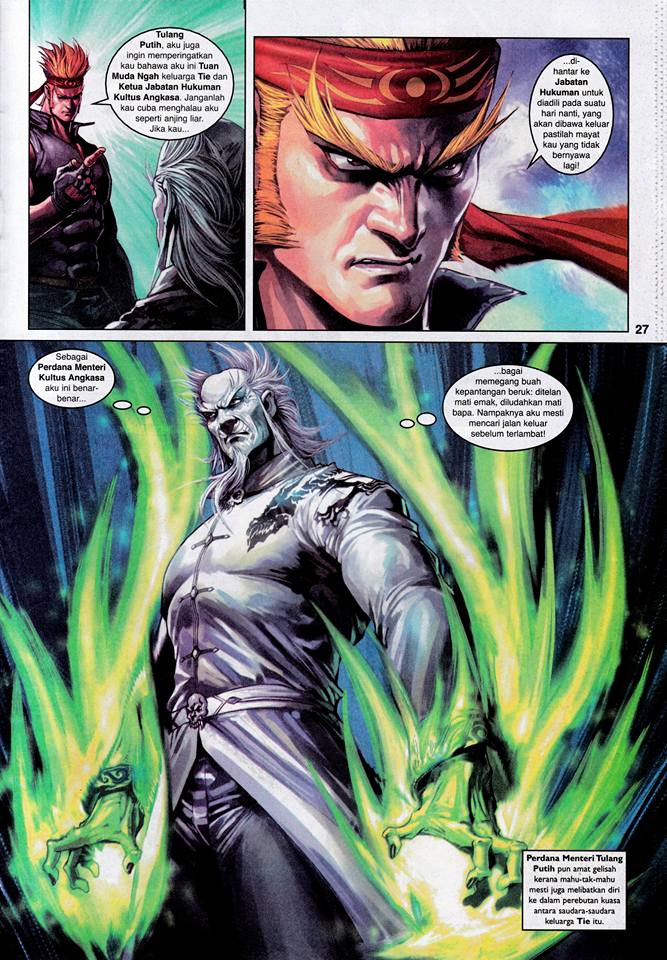 Tulang
Putih, aku juga
ingin memperingatkan
kau bahawa aku ini Tuan
Muda Ngah keluarga Tie dan
Ketua Jabatan Hukuman
Kultus Angkasa. Janganlah
kau cuba menghalau aku
seperti anjing liar.
Jika kau...
...di-
hantar ke
Jabatan
Hukuman untuk
diadili pada suatu
hari nanti, yang
akan dibawa keluar
pastilah mayat
kau yang tidak
bernyawa
lagi!
27
Sebagai
Perdana Menteri
Kultus Angkasa
aku ini benar-
benar...
...bagai
memegang buah
kepantangan beruk: ditelan
mati emak, diludahkan mati
bapa. Nampaknya aku mesti
mencari jalan keluar
sebelum terlambat!
Perdana Menteri Tulang
Putih pun amat gelisah
kerana mahu-tak-mahu
mesti juga melibatkan diri
ke dalam perebutan kuasa
antara saudara-saudara
keluarga Tie itu.